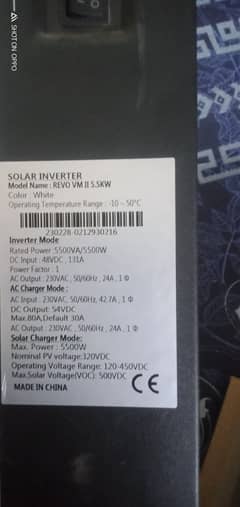 SHOT ON OPPO
SOLAR INVERTER
Model Name : REVO VM II 5.5KW
Color : White
Operating Temperature Range : -10 ~ 50°C
230228-0212930216
Inverter Mode
Rated Power :5500VA/5500W
DC Input : 48VDC , 131A
Power Factor : 1
AC Output : 230VAC, 50/60Hz , 24A , 1 Φ
AC Charger Mode :
AC Input : 230VAC, 50/60Hz, 42.7A , 1 Φ
DC Output : 54VDC
Max.80A,Default 30A
AC Output : 230VAC , 50/60Hz , 24A , 1 Φ
Solar Charger Mode:
Max. Power : 5500W
Nominal PV voltage:320VDC
Operating Voltage Range: 120-450VDC
Max.Solar Voltage(VOC): 500VDC
MADE IN CHINA
CE